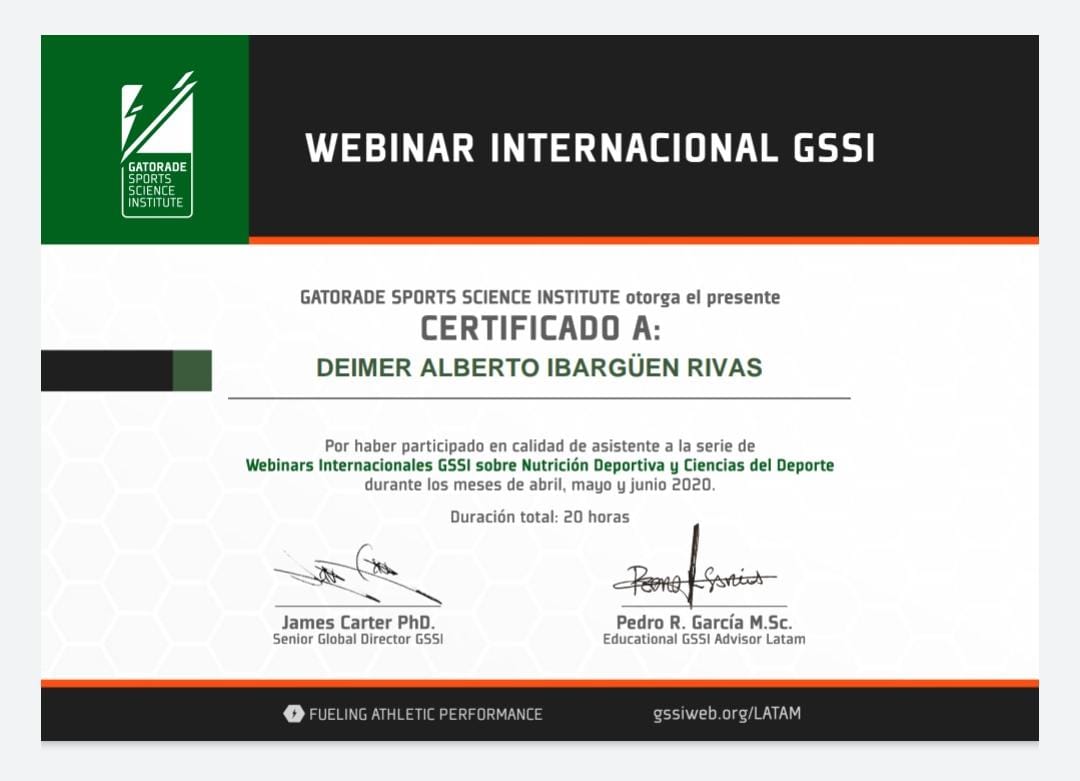 GATORADE
SPORTS
SCIENCE
INSTITUTE
WEBINAR INTERNACIONAL GSSI
GATORADE SPORTS SCIENCE INSTITUTE otorga el presente
CERTIFICADO A:
DEIMER ALBERTO IBARGÜEN RIVAS
Por haber participado en calidad de asistente a la serie de
Webinars Internacionales GSSI sobre Nutrición Deportiva y Ciencias del Deporte
durante los meses de abril, mayo y junio 2020.
Duración total: 20 horas
James Carter PhD.
Senior Global Director GSSI
Pedro R. García M.Sc.
Educational GSSI Advisor Latam
FUELING ATHLETIC PERFORMANCE
gssiweb.org/LATAM